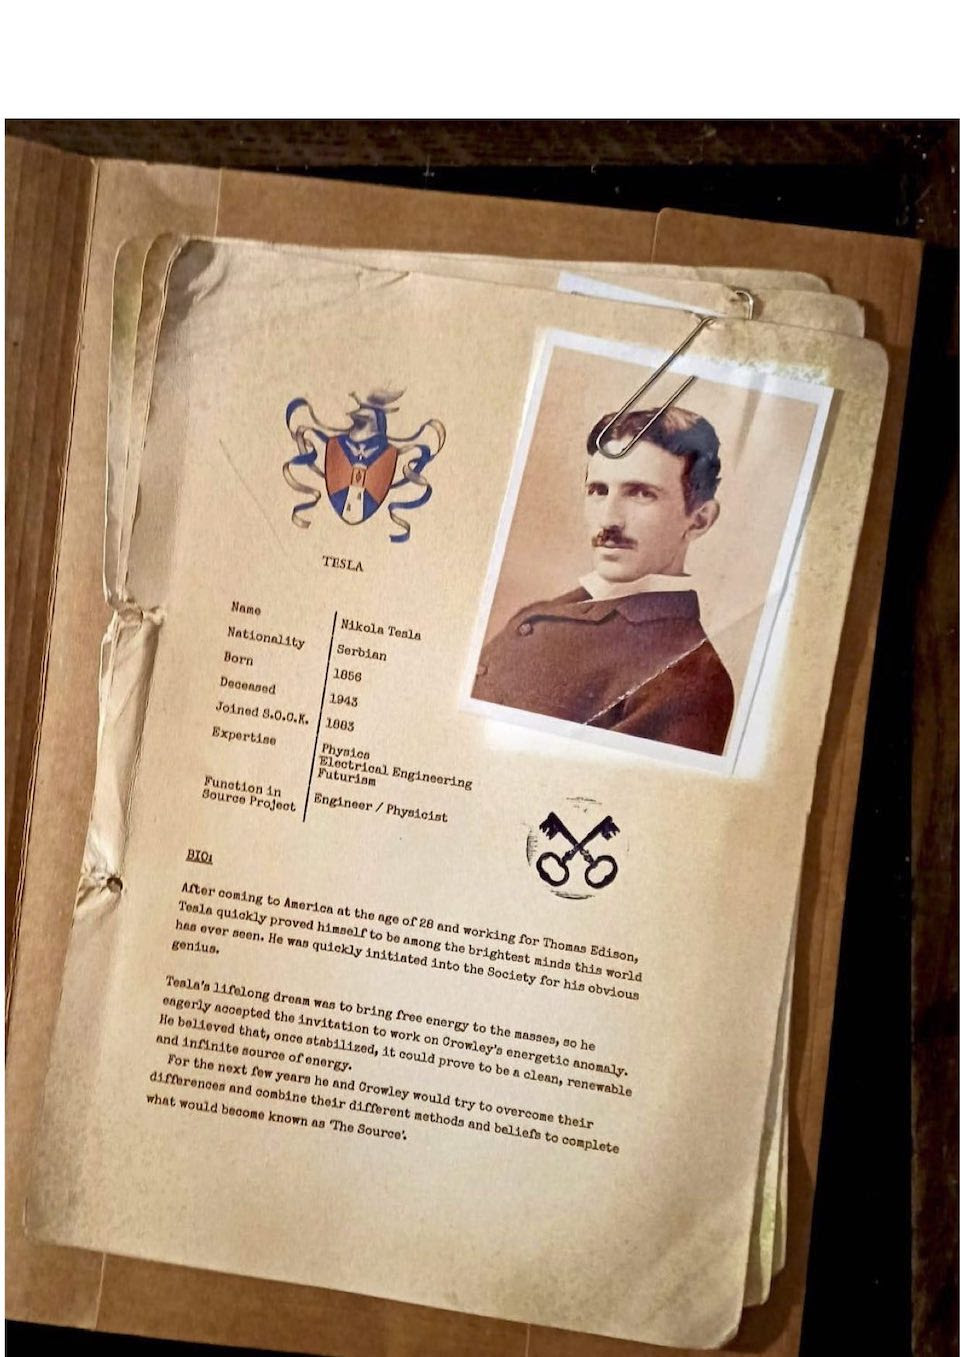 TESLA
Name Nikola Tesla
Nationality Serbian
Born 1856
Deceased 1943
Joined S.O.C.K. 1883
Expertise Physics
Electrical Engineering
Futurism
Function in
Source Project Engineer / Physicist
BIO:
After coming to America at the age of 28 and working for Thomas Edison,
Tesla quickly proved himself to be among the brightest minds this world
has ever seen. He was quickly initiated into the Society for his obvious
genius.
Tesla's lifelong dream was to bring free energy to the masses, so he
eagerly accepted the invitation to work on Crowley's energetic anomaly.
He believed that, once stabilized, it could prove to be a clean, renewable
and infinite source of energy.
For the next few years he and Crowley would try to overcome their
differences and combine their different methods and beliefs to complete
what would become known as 'The Source'.